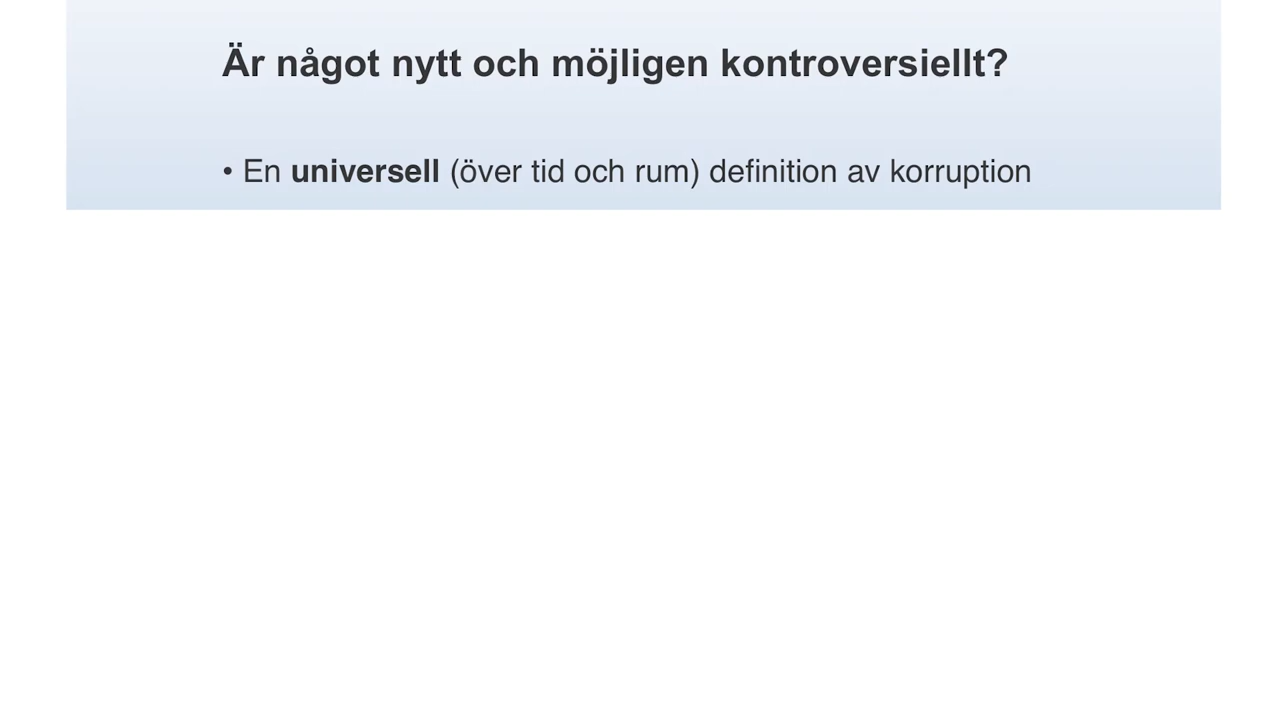 Är något nytt och möjligen kontroversiellt?
• En universell (över tid och rum) definition av korruption